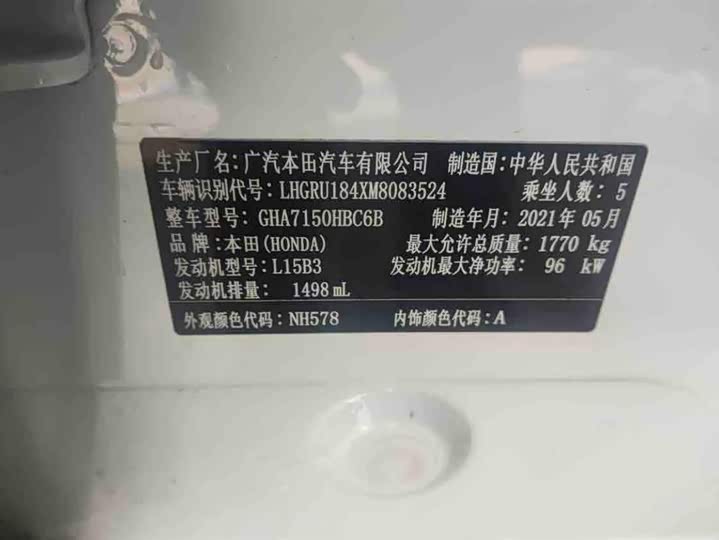 生产厂名:广汽本田汽车有限公司 制造国:中华人民共和国
车辆识别代号:LHGRU184XM8083524 乘坐人数:5
整车型号:GHA7150HBC6B 制造年月:2021年05月
品牌:本田(HONDA) 最大允许总质量:1770 kg
发动机型号:L15B3 发动机最大净功率: 96 kW
发动机排量: 1498 mL
外观颜色代码:NH578 内饰颜色代码:A